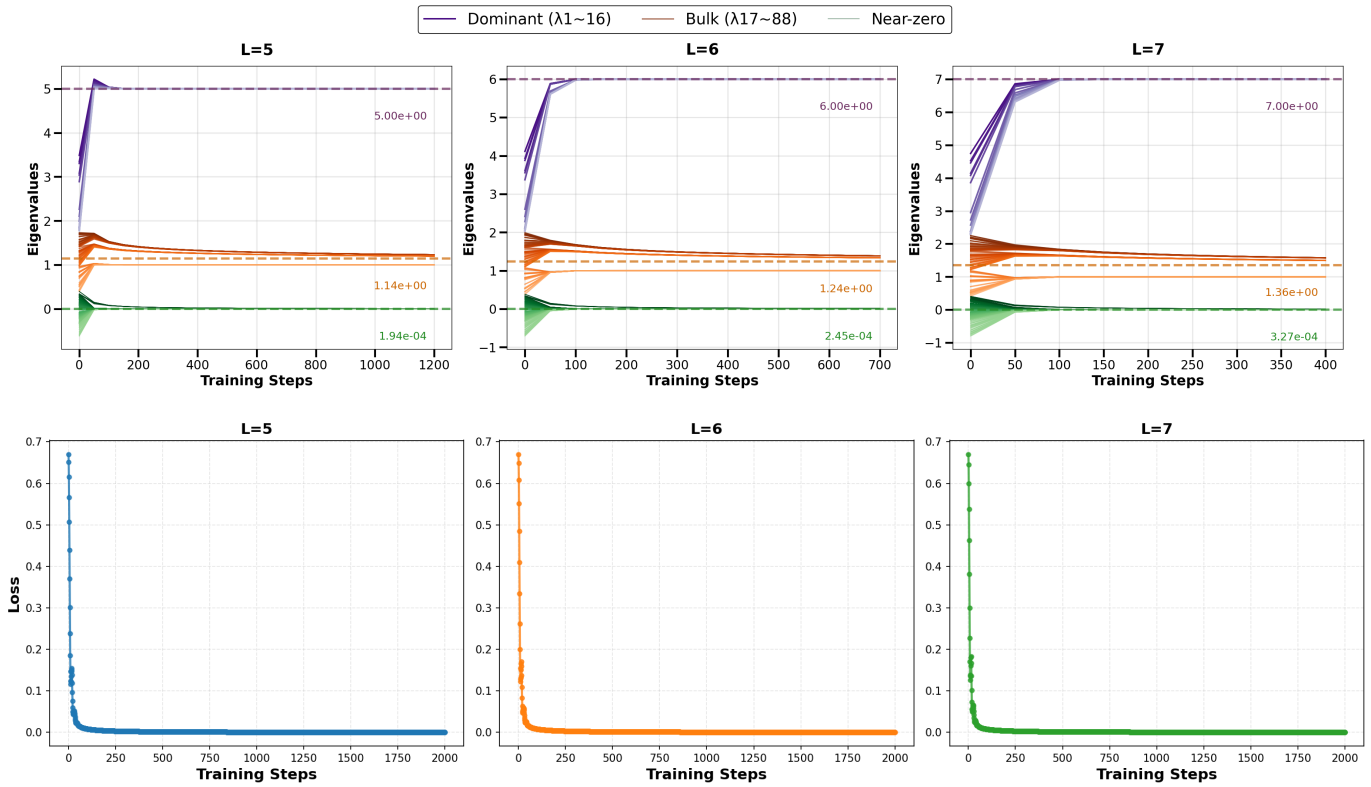 Dominant (λ1~16) Bulk (λ17~88) Near-zero
L=5
Eigenvalues
5
4
3
2
1
0
5.00e+00
1.14e+00
1.94e-04
0 200 400 600 800 1000 1200
Training Steps
L=6
Eigenvalues
6
5
4
3
2
1
0
−1
6.00e+00
1.24e+00
2.45e-04
0 100 200 300 400 500 600 700
Training Steps
L=7
Eigenvalues
7
6
5
4
3
2
1
0
−1
7.00e+00
1.36e+00
3.27e-04
0 50 100 150 200 250 300 350 400
Training Steps
L=5
Loss
0.7
0.6
0.5
0.4
0.3
0.2
0.1
0.0
0 250 500 750 1000 1250 1500 1750 2000
Training Steps
L=6
0.7
0.6
0.5
0.4
0.3
0.2
0.1
0.0
0 250 500 750 1000 1250 1500 1750 2000
Training Steps
L=7
0.7
0.6
0.5
0.4
0.3
0.2
0.1
0.0
0 250 500 750 1000 1250 1500 1750 2000
Training Steps